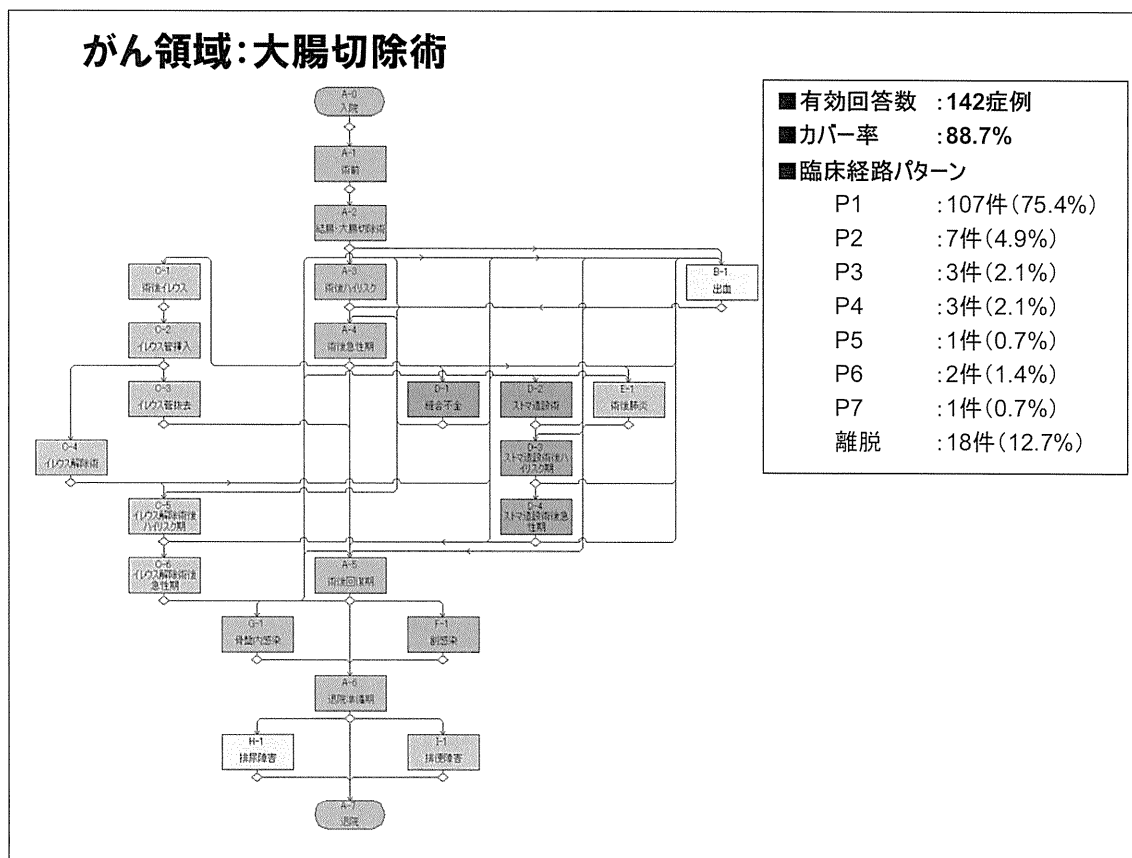 がん領域:大腸切除術
A-0
入院
A-1
術前
A-2
結腸・大腸切除術
A-3
術後ハイリスク
A-4
術後急性期
B-1
出血
C-1
術後イレウス
C-2
イレウス管挿入
C-3
イレウス管抜去
C-4
イレウス解除術
C-5
イレウス解除術後
ハイリスク期
C-6
イレウス解除術後
急性期
D-1
縫合不全
D-2
ストマ造設術
E-1
術後肺炎
D-3
ストマ造設術後ハ
イリスク期
D-4
ストマ造設術後急
性期
A-5
術後回復期
G-1
骨盤内感染
F-1
創感染
A-6
退院準備期
H-1
排尿障害
I-1
排便障害
A-7
退院
■有効回答数 :142症例
■カバー率 :88.7%
■臨床経路パターン
P1 :107件(75.4%)
P2 :7件(4.9%)
P3 :3件(2.1%)
P4 :3件(2.1%)
P5 :1件(0.7%)
P6 :2件(1.4%)
P7 :1件(0.7%)
離脱 :18件(12.7%)